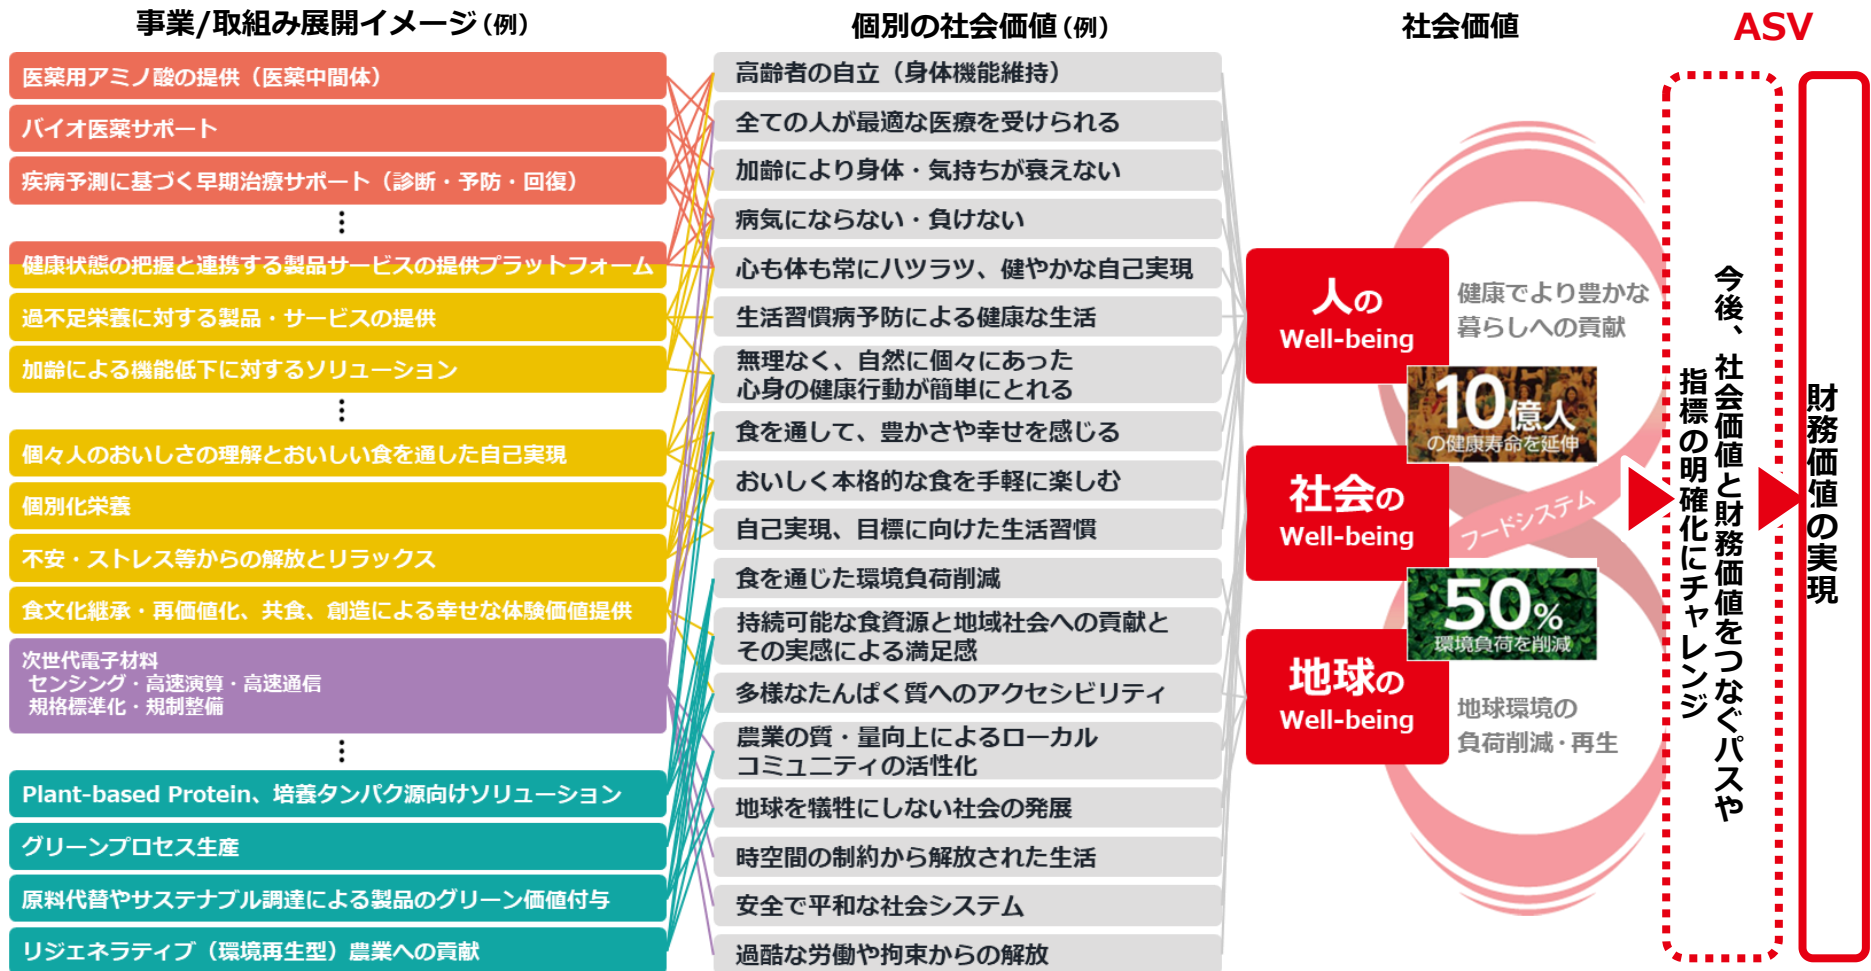 事業/取組み展開イメージ(例)
医薬用アミノ酸の提供（医薬中間体）
バイオ医薬サポート
疾病予測に基づく早期治療サポート（診断・予防・回復）
健康状態の把握と連携する製品サービスの提供プラットフォーム
過不足栄養に対する製品・サービスの提供
加齢による機能低下に対するソリューション
個々人のおいしさの理解とおいしい食を通した自己実現
個別化栄養
不安・ストレス等からの解放とリラックス
食文化継承・再価値化、共食、創造による幸せな体験価値提供
次世代電子材料
センシング・高速演算・高速通信
規格標準化・規制整備
Plant-based Protein、培養タンパク源向けソリューション
グリーンプロセス生産
原料代替やサステナブル調達による製品のグリーン価値付与
リジェネラティブ（環境再生型）農業への貢献
個別の社会価値(例)
高齢者の自立（身体機能維持）
全ての人が最適な医療を受けられる
加齢により身体・気持ちが衰えない
病気にならない・負けない
心も体も常にハツラツ、健やかな自己実現
生活習慣病予防による健康な生活
無理なく、自然に個々にあった
心身の健康行動が簡単にとれる
食を通して、豊かさや幸せを感じる
おいしく本格的な食を手軽に楽しむ
自己実現、目標に向けた生活習慣
食を通じた環境負荷削減
持続可能な食資源と地域社会への貢献と
その実感による満足感
多様なたんぱく質へのアクセシビリティ
農業の質・量向上によるローカル
コミュニティの活性化
地球を犠牲にしない社会の発展
時空間の制約から解放された生活
安全で平和な社会システム
過酷な労働や拘束からの解放
社会価値
人の
Well-being
健康でより豊かな
暮らしへの貢献
10億人
の健康寿命を延伸
社会の
Well-being
フードシステム
50%
環境負荷を削減
地球の
Well-being
地球環境の
負荷削減・再生
ASV
今後、社会価値と財務価値をつなぐパスや
指標の明確化にチャレンジ
財務価値の実現